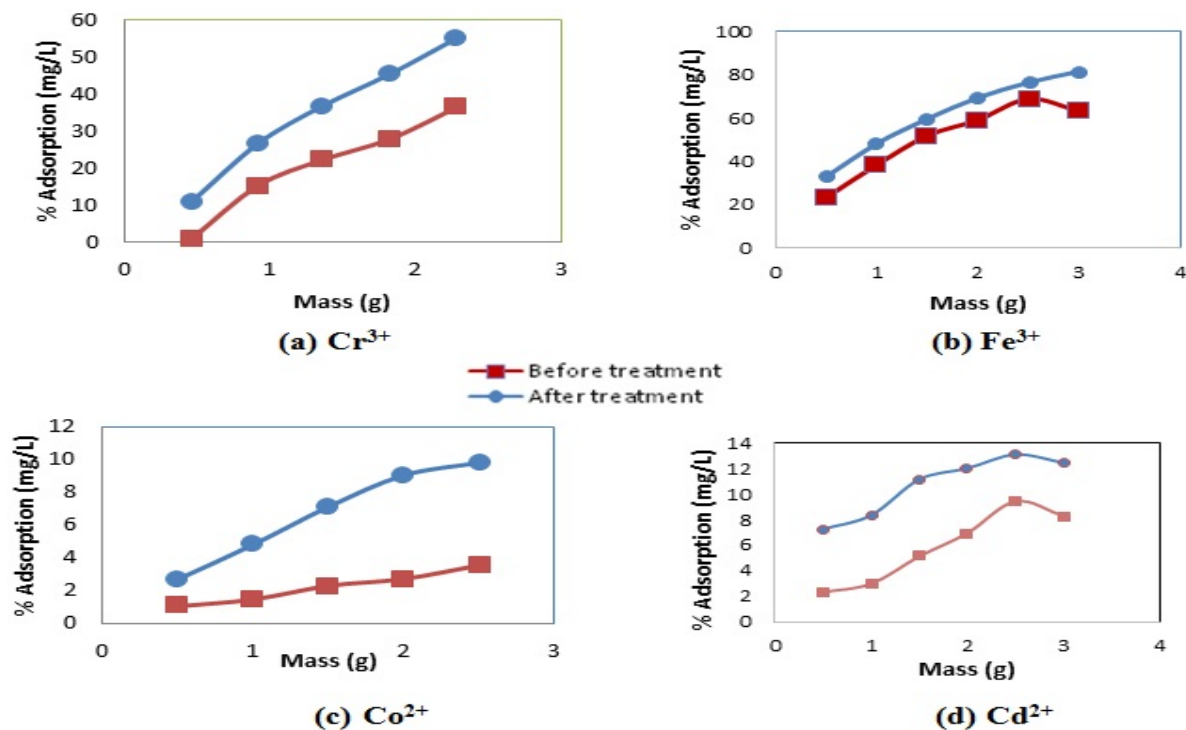 % Adsorption (mg/L)
60
50
40
30
20
10
0
0 1 2 3
Mass (g)
(a) Cr³⁺
% Adsorption (mg/L)
100
80
60
40
20
0
0 1 2 3 4
Mass (g)
(b) Fe³⁺
Before treatment
After treatment
% Adsorption (mg/L)
12
10
8
6
4
2
0
0 1 2 3
Mass (g)
(c) Co²⁺
% Adsorption (mg/L)
14
12
10
8
6
4
2
0
0 1 2 3 4
Mass (g)
(d) Cd²⁺